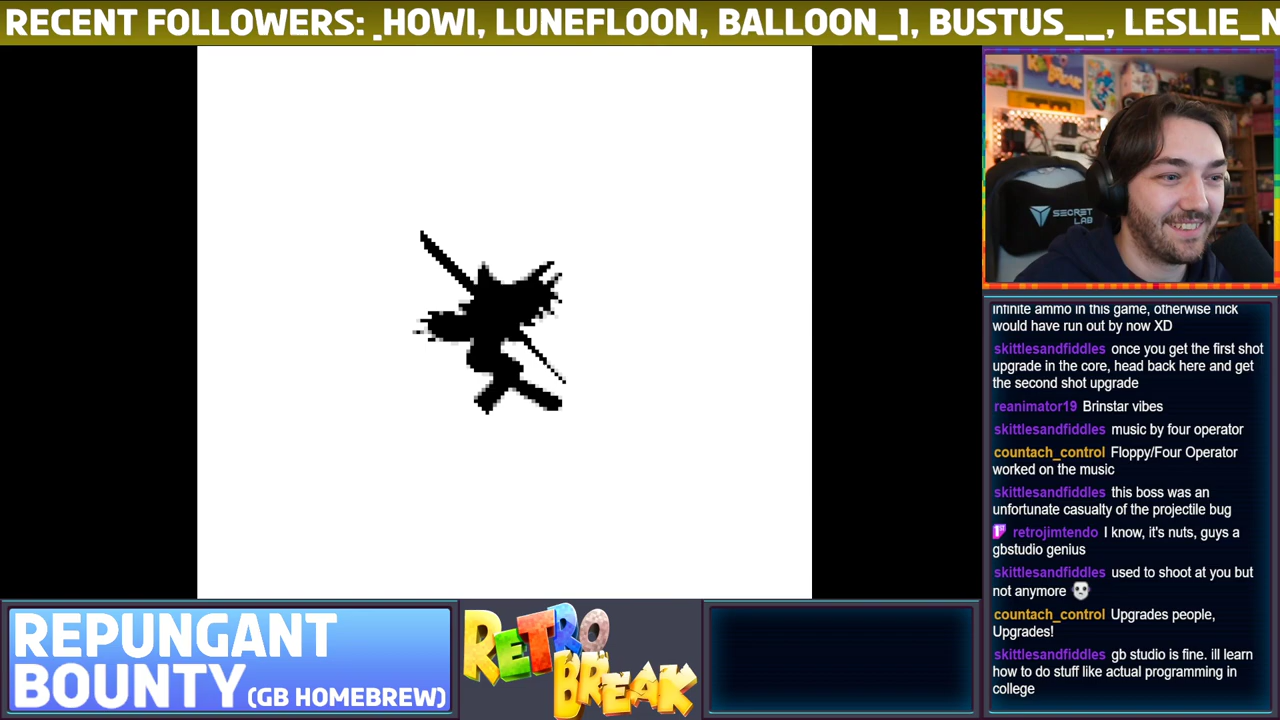 RECENT FOLLOWERS: _HOWI, LUNEFLOON, BALLOON_1, BUSTUS__, LESLIE_N
SECRET
LAB
infinite ammo in this game, otherwise nick
would have run out by now XD
skittlesandfiddles once you get the first shot
upgrade in the core, head back here and get
the second shot upgrade
reanimator19 Brinstar vibes
skittlesandfiddles music by four operator
countach_control Floppy/Four Operator
worked on the music
skittlesandfiddles this boss was an
unfortunate casualty of the projectile bug
1ST retrojimtendo I know, it's nuts, guys a
gbstudio genius
skittlesandfiddles used to shoot at you but
not anymore
countach_control Upgrades people,
Upgrades!
skittlesandfiddles gb studio is fine. ill learn
how to do stuff like actual programming in
college
REPUNGANT
BOUNTY (GB HOMEBREW)
RETRO
BREAK